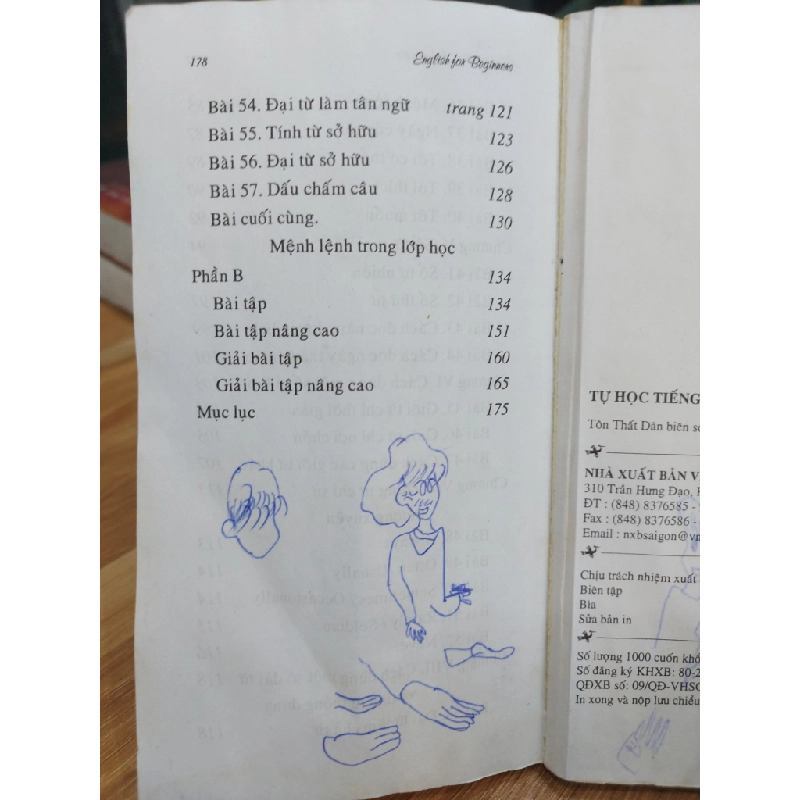 178
English for Beginners
Bài 54. Đại từ làm tân ngữ trang 121
Bài 55. Tính từ sở hữu 123
Bài 56. Đại từ sở hữu 126
Bài 57. Dấu chấm câu 128
Bài cuối cùng. 130
Mệnh lệnh trong lớp học
Phần B 134
Bài tập 134
Bài tập nâng cao 151
Giải bài tập 160
Giải bài tập nâng cao 165
Mục lục 175
TỰ HỌC TIẾNG
Tôn Thất Dân biên
NHÀ XUẤT BẢN
310 Trần Hưng Đạo,
ĐT : (848) 8376585 -
Fax : (848) 8376586 -
Email : nxbsaigon@
Chịu trách nhiệm xuất
Biên tập
Bìa
Sửa bản in
Số lượng 1000 cuốn khổ
Số đăng ký KHXB: 80-2
QĐXB số: 09/QĐ-VHSG
In xong và nộp lưu chiểu